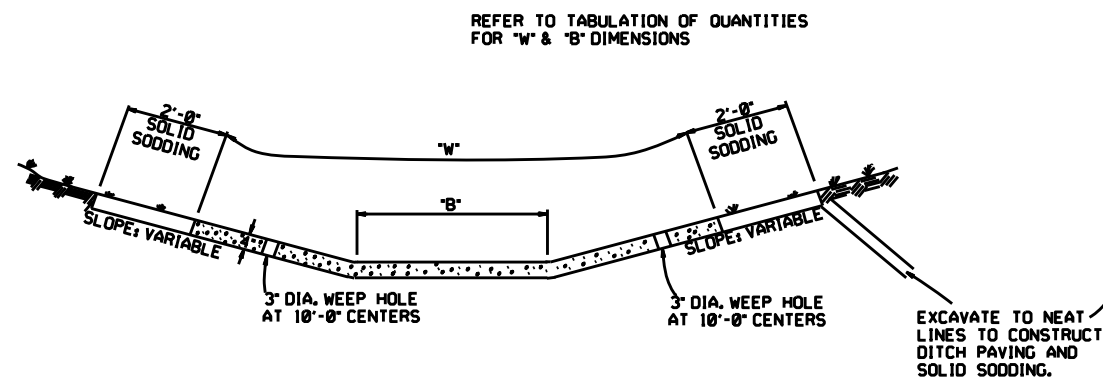 REFER TO TABULATION OF QUANTITIES
FOR "W" & "B" DIMENSIONS
2'-0"
SOLID
SODDING
2'-0"
SOLID
SODDING
"W"
"B"
4"
SLOPE: VARIABLE
SLOPE: VARIABLE
3" DIA. WEEP HOLE
AT 10'-0" CENTERS
3" DIA. WEEP HOLE
AT 10'-0" CENTERS
EXCAVATE TO NEAT
LINES TO CONSTRUCT
DITCH PAVING AND
SOLID SODDING.